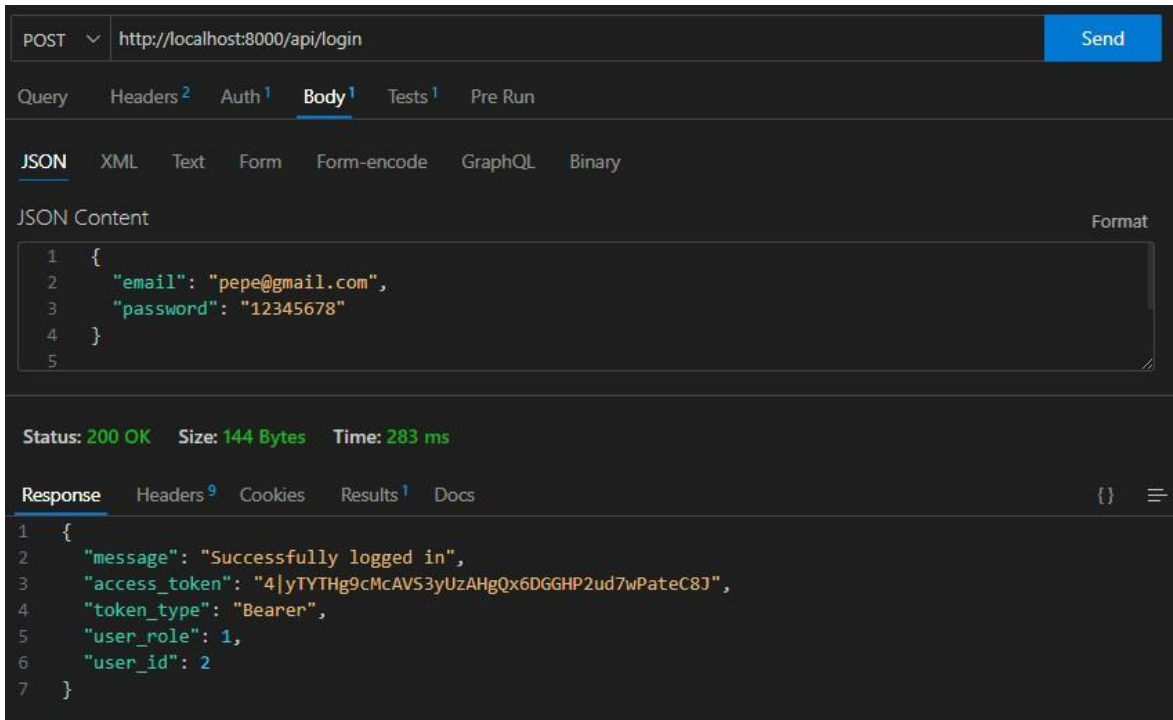 POST http://localhost:8000/api/login Send
Query Headers 2 Auth 1 Body 1 Tests 1 Pre Run
JSON XML Text Form Form-encode GraphQL Binary
JSON Content Format
1 {
2 "email": "pepe@gmail.com",
3 "password": "12345678"
4 }
5
Status: 200 OK Size: 144 Bytes Time: 283 ms
Response Headers 9 Cookies Results 1 Docs {}
1 {
2 "message": "Successfully logged in",
3 "access_token": "4|yTYTHg9cMcAVS3yUzAHgQx6DGGHP2ud7wPateC8J",
4 "token_type": "Bearer",
5 "user_role": 1,
6 "user_id": 2
7 }